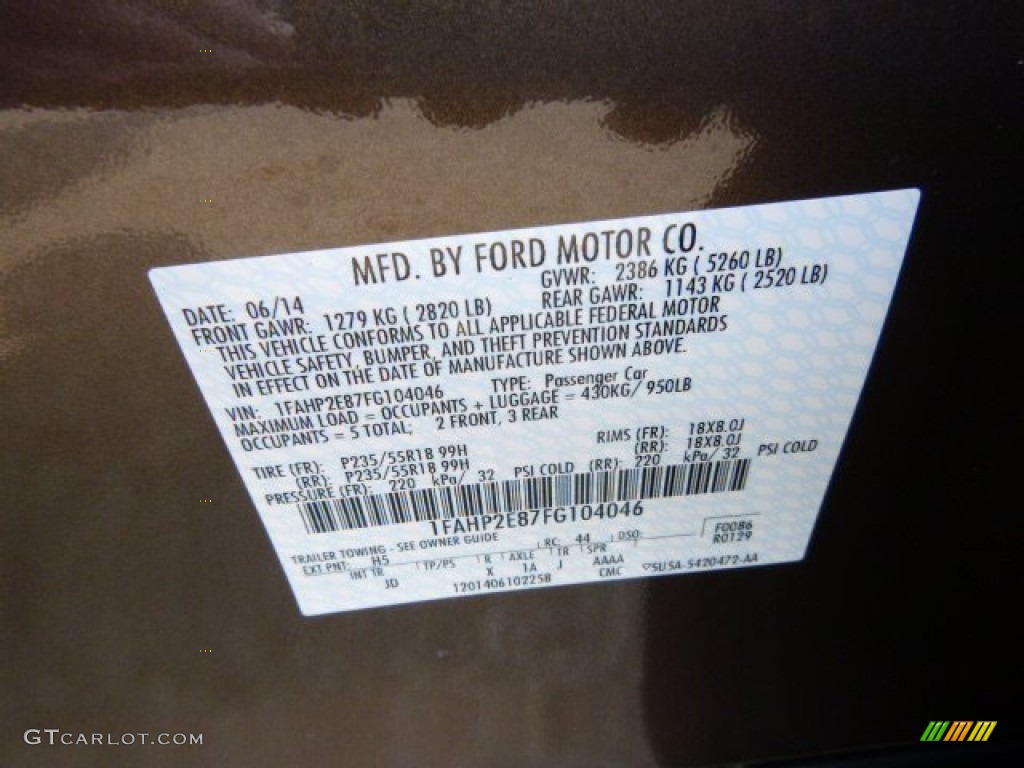 MFD. BY FORD MOTOR CO.
DATE: 06/14 GVWR: 2386 KG ( 5260 LB)
FRONT GAWR: 1279 KG ( 2820 LB) REAR GAWR: 1143 KG ( 2520 LB)
THIS VEHICLE CONFORMS TO ALL APPLICABLE FEDERAL MOTOR
VEHICLE SAFETY, BUMPER, AND THEFT PREVENTION STANDARDS
IN EFFECT ON THE DATE OF MANUFACTURE SHOWN ABOVE.
VIN: 1FAHP2E87FG104046 TYPE: Passenger Car
MAXIMUM LOAD = OCCUPANTS + LUGGAGE = 430KG/ 950LB
OCCUPANTS = 5 TOTAL; 2 FRONT, 3 REAR
TIRE (FR): P235/55R18 99H RIMS (FR): 18X8.0J
(RR): P235/55R18 99H (RR): 18X8.0J
PRESSURE (FR): 220 kPa/ 32 PSI COLD (RR): 220 kPa/ 32 PSI COLD
1FAHP2E87FG104046
TRAILER TOWING - SEE OWNER GUIDE RC: 44 DSO: F0086
EXT PNT: H5 R0129
INT TR TP/PS R AXLE TR SPR
JD X 1A J AAAA
1201406102258 CMC SUSA-5420472-AA
GTCARLOT.COM